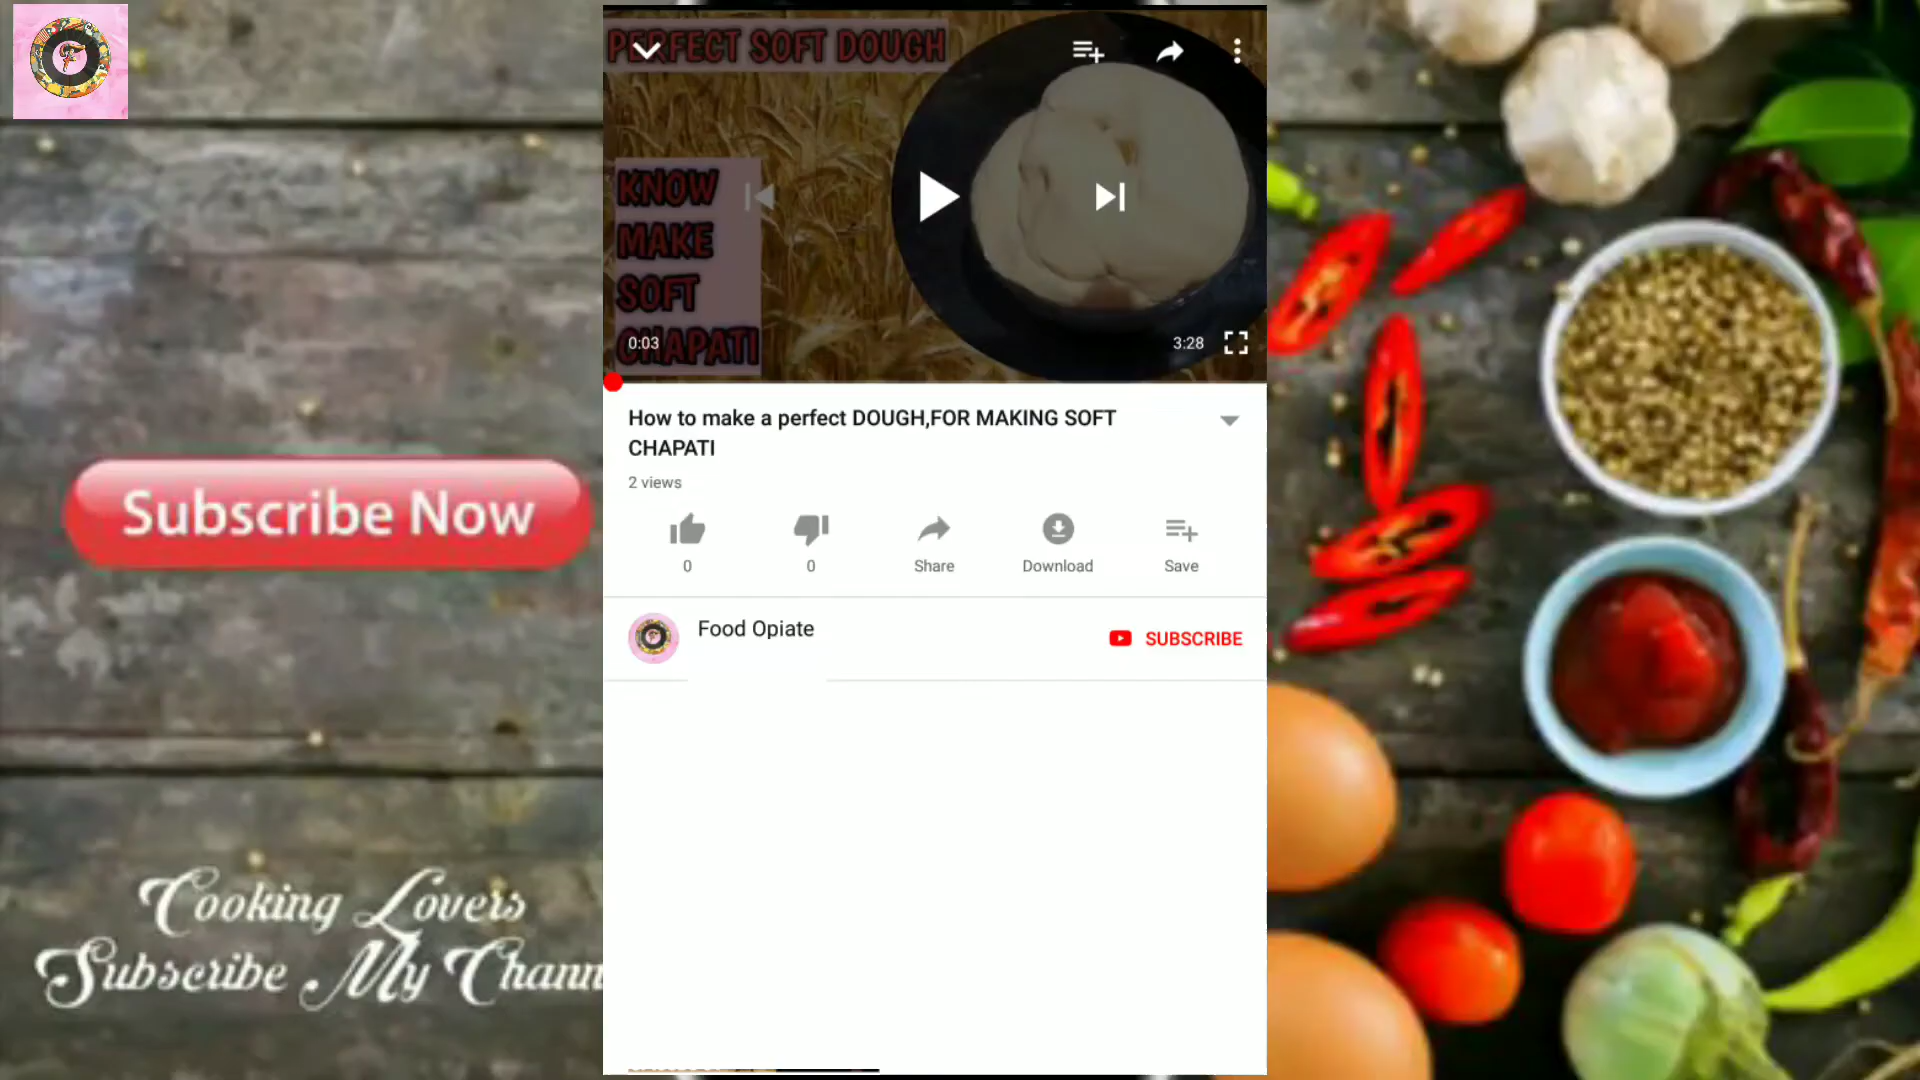 PERFECT SOFT DOUGH
KNOW
MAKE
SOFT
CHAPATI
0:03
3:28
How to make a perfect DOUGH,FOR MAKING SOFT
CHAPATI
2 views
0
0
Share
Download
Save
Food Opiate
SUBSCRIBE
Subscribe Now
Cooking Lovers
Subscribe My Chann